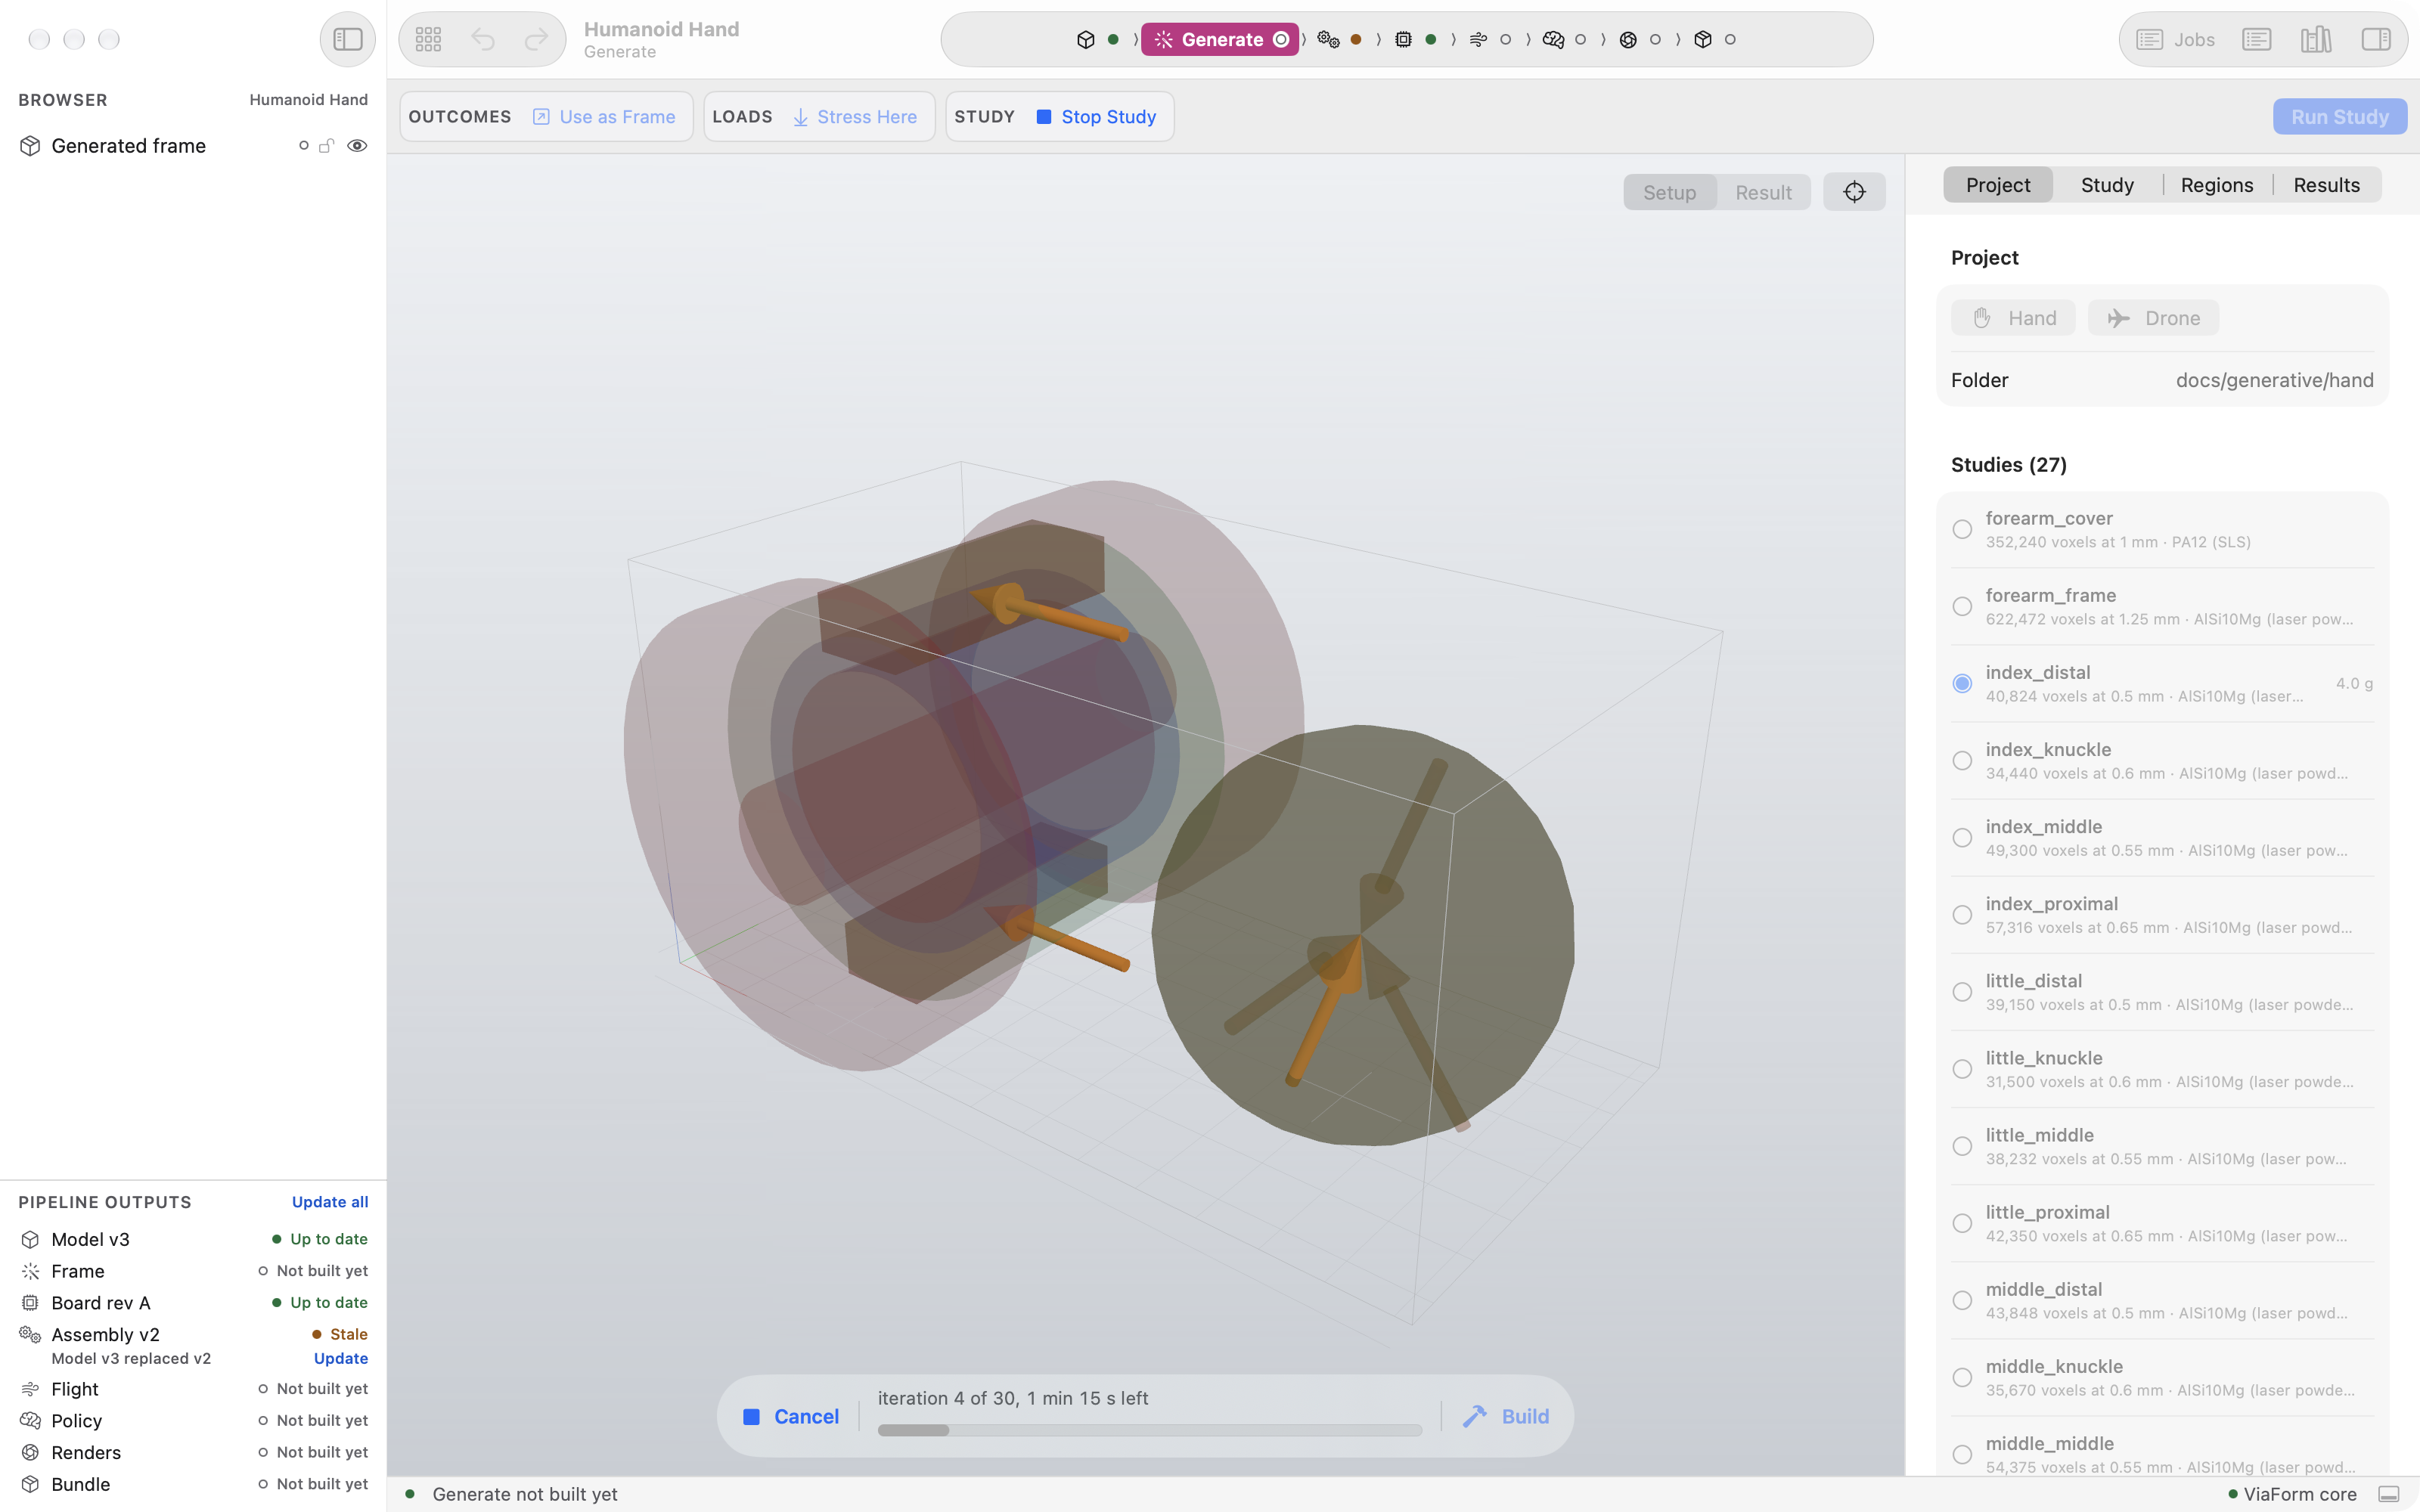 Humanoid Hand
Generate
Generate
Jobs
BROWSER
Humanoid Hand
Generated frame
OUTCOMES
Use as Frame
LOADS
Stress Here
STUDY
Stop Study
Run Study
Setup
Result
Project
Study
Regions
Results
Project
Hand
Drone
Folder
docs/generative/hand
Studies (27)
forearm_cover
352,240 voxels at 1 mm · PA12 (SLS)
forearm_frame
622,472 voxels at 1.25 mm · AlSi10Mg (laser pow...
index_distal
40,824 voxels at 0.5 mm · AlSi10Mg (laser...
4.0 g
index_knuckle
34,440 voxels at 0.6 mm · AlSi10Mg (laser powd...
index_middle
49,300 voxels at 0.55 mm · AlSi10Mg (laser pow...
index_proximal
57,316 voxels at 0.65 mm · AlSi10Mg (laser powd...
little_distal
39,150 voxels at 0.5 mm · AlSi10Mg (laser powde...
little_knuckle
31,500 voxels at 0.6 mm · AlSi10Mg (laser powde...
little_middle
38,232 voxels at 0.55 mm · AlSi10Mg (laser pow...
little_proximal
42,350 voxels at 0.65 mm · AlSi10Mg (laser pow...
middle_distal
43,848 voxels at 0.5 mm · AlSi10Mg (laser powde...
middle_knuckle
35,670 voxels at 0.6 mm · AlSi10Mg (laser powde...
middle_middle
54,375 voxels at 0.55 mm · AlSi10Mg (laser powd...
PIPELINE OUTPUTS
Update all
Model v3
Up to date
Frame
Not built yet
Board rev A
Up to date
Assembly v2
Stale
Model v3 replaced v2
Update
Flight
Not built yet
Policy
Not built yet
Renders
Not built yet
Bundle
Not built yet
Cancel
iteration 4 of 30, 1 min 15 s left
Build
Generate not built yet
ViaForm core